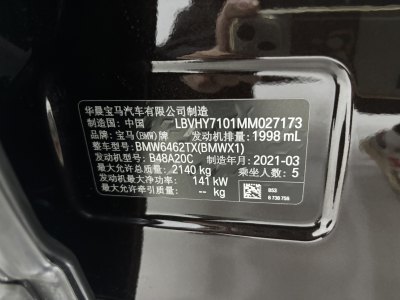 华晨宝马汽车有限公司制造
制造国: 中国 LBVHY7101MM027173
品牌: 宝马(BMW)牌 发动机排量: 1998 mL
整车型号: BMW6462TX(BMWX1)
发动机型号: B48A20C 制造年月: 2021-03
最大允许总质量: 2140 kg 乘坐人数: 5
发动机最大净功率: 141 kW
最大允许牵引质量: -- kg
853
8 736 798